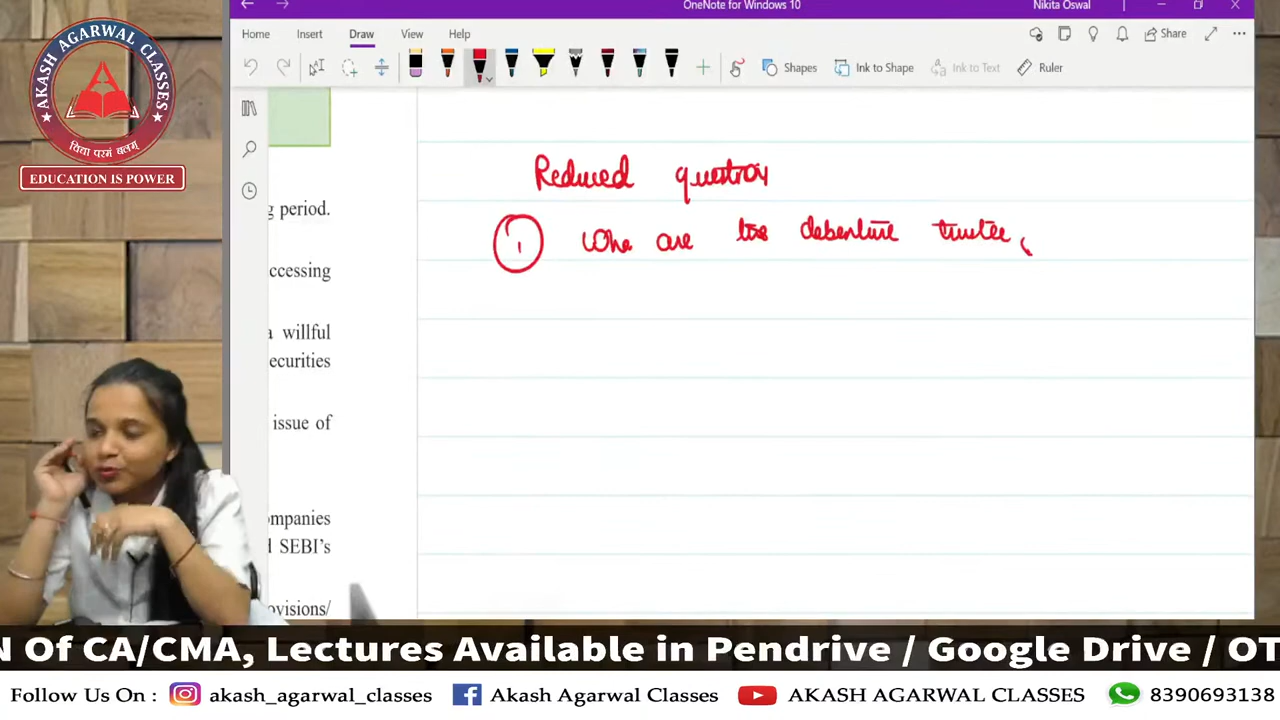 OneNote for Windows 10
Nikita Oswal
Home Insert Draw View Help
Share
Shapes
Ink to Shape
Ink to Text
Ruler
AKASH AGARWAL CLASSES
विद्या परमं बलम्
EDUCATION IS POWER
g period.
ccessing
a willful
ecurities
issue of
ompanies
d SEBI's
ovisions/
Reduced question
1 Who are the debenture trustee
N Of CA/CMA, Lectures Available in Pendrive / Google Drive / OT
Follow Us On : akash_agarwal_classes Akash Agarwal Classes AKASH AGARWAL CLASSES 8390693138